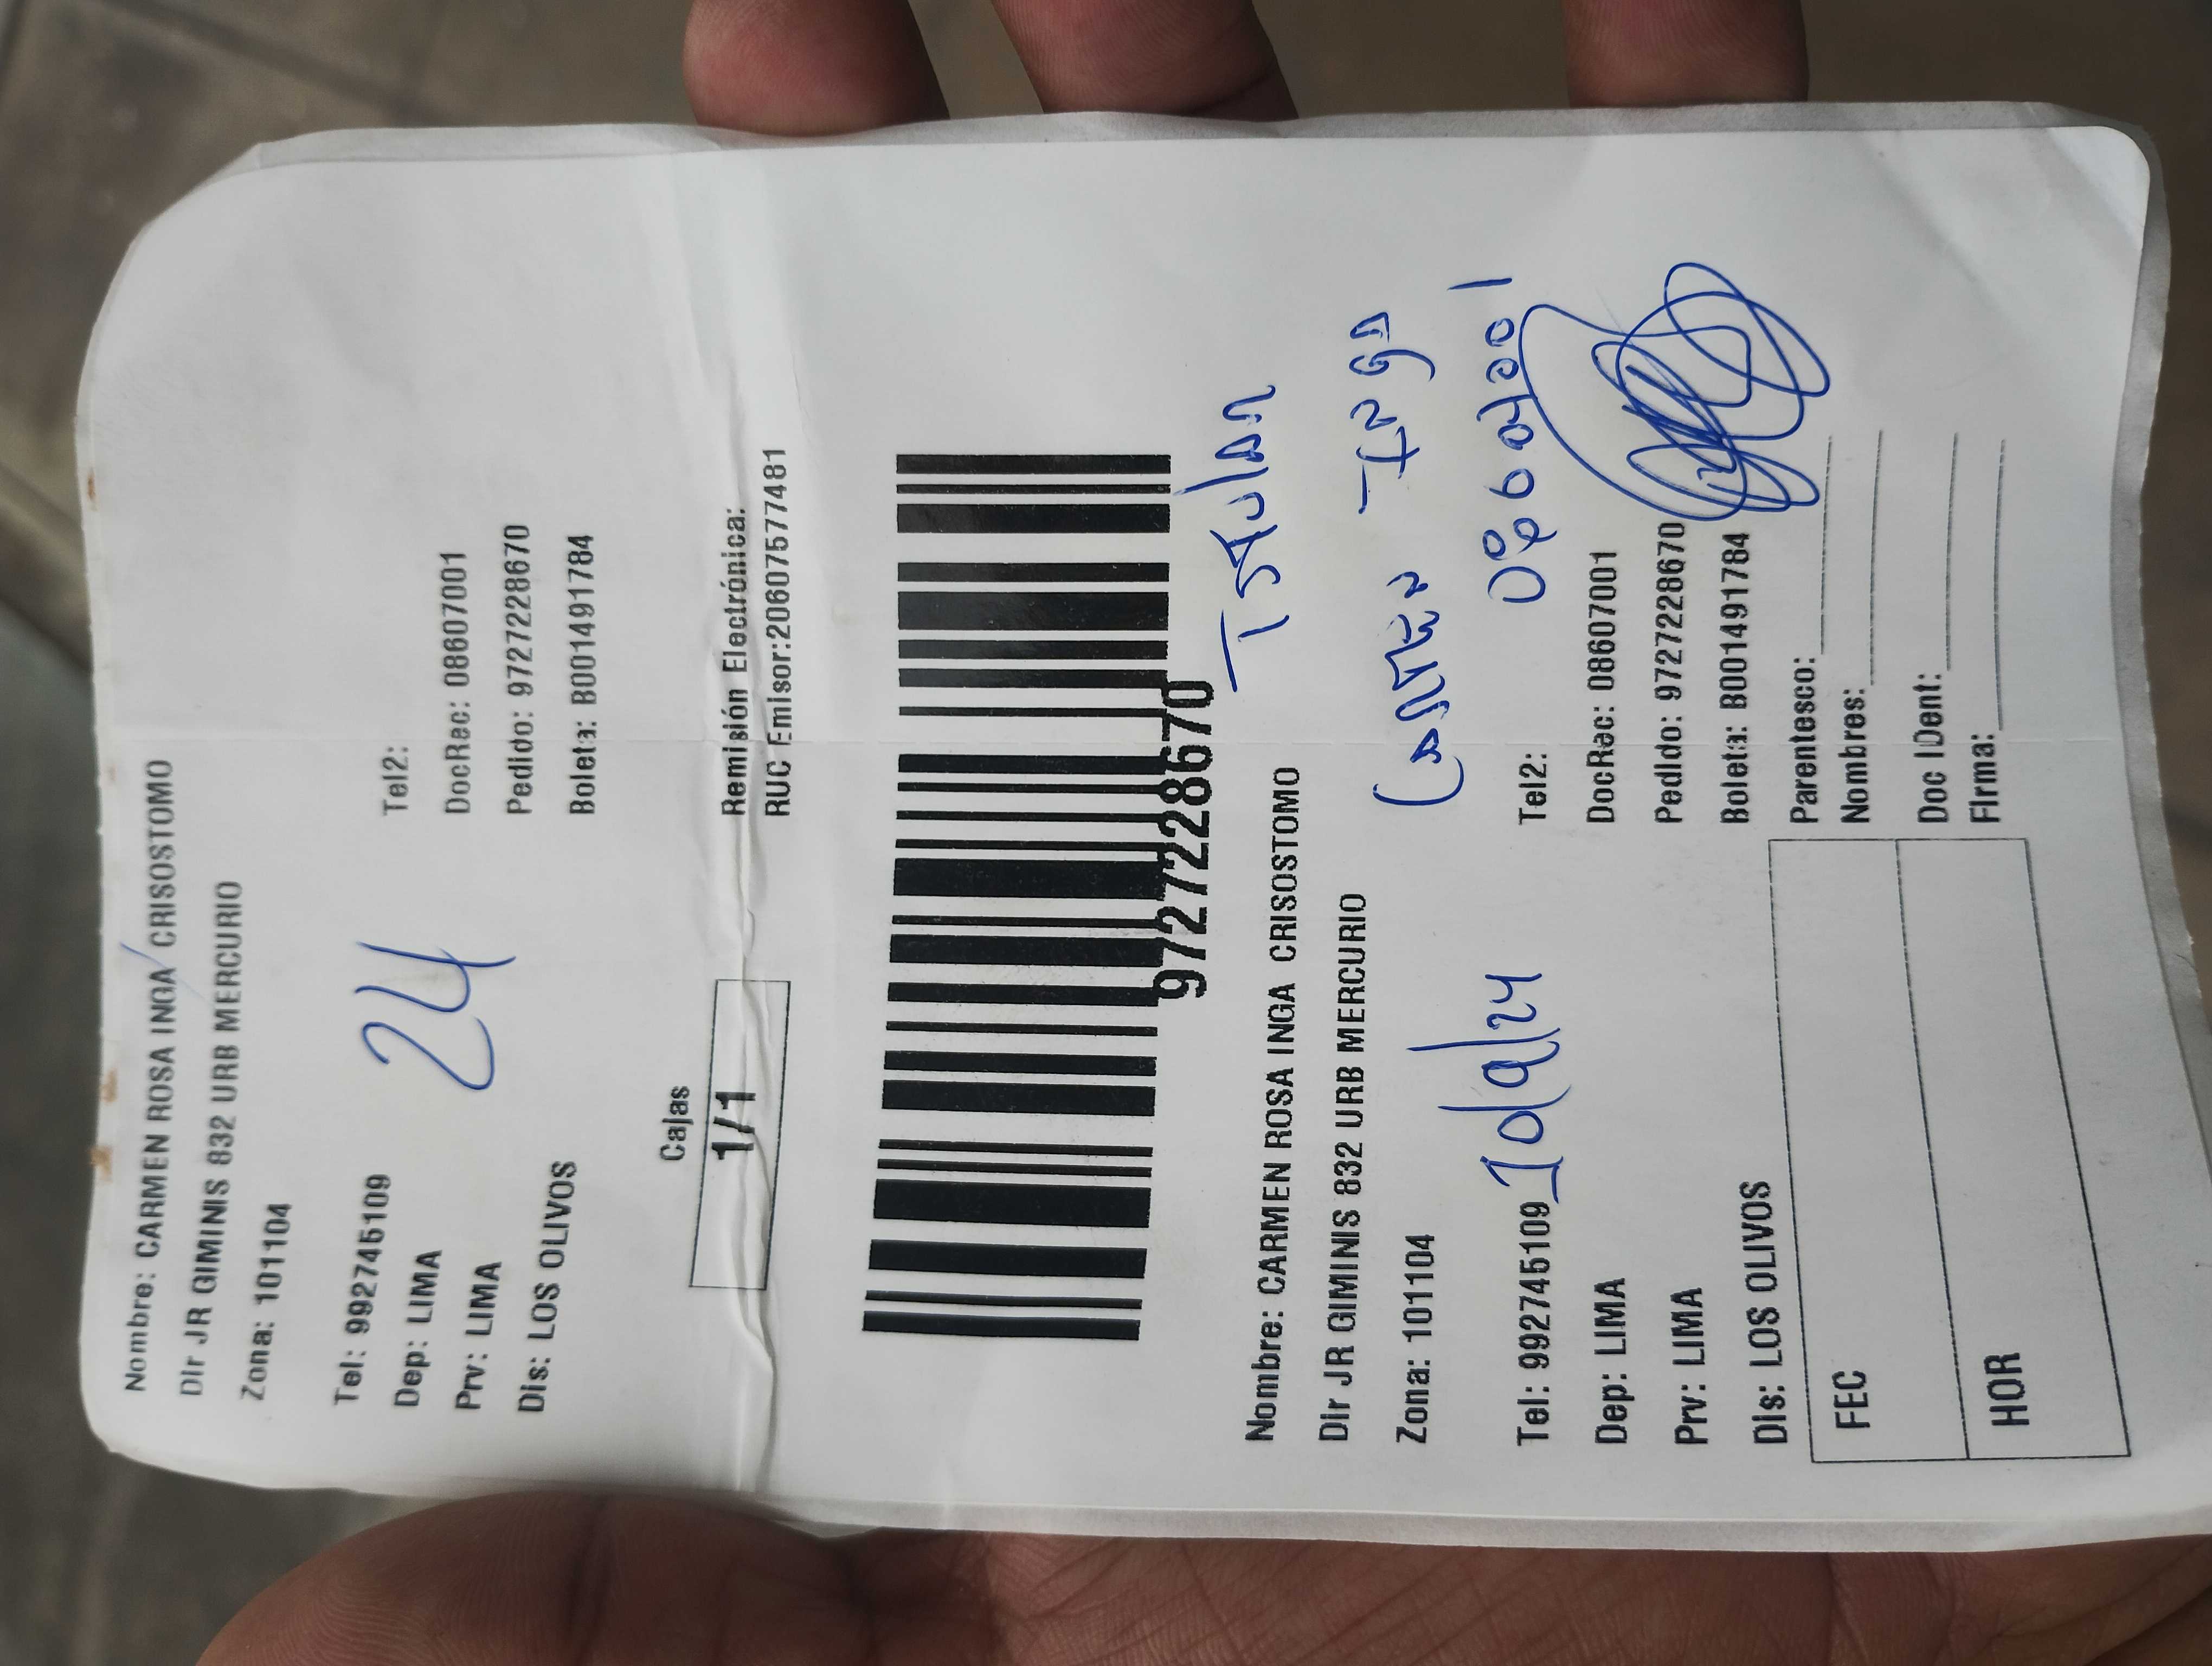 Nombre: CARMEN ROSA INGA CRISOSTOMO
Dir JR GIMINIS 832 URB MERCURIO
Zona: 101104
Tel: 992745109 Tel2:
Dep: LIMA DocRec: 08607001
Prv: LIMA Pedido: 972722867​0
Dis: LOS OLIVOS Boleta: B001491784
24
Cajas
1/1
Remisión Electrónica:
RUC Emisor:20607577481
9727228670
Titular
Nombre: CARMEN ROSA INGA CRISOSTOMO
Dir JR GIMINIS 832 URB MERCURIO
Carmen Inga
Zona: 101104
08607001
Tel: 992745109 10/9/24 Tel2:
Dep: LIMA DocRec: 08607001
Prv: LIMA Pedido: 9727228670
Dis: LOS OLIVOS Boleta: B001491784
FEC
HOR
Parentesco:
Nombres:
Doc IDent:
Firma: